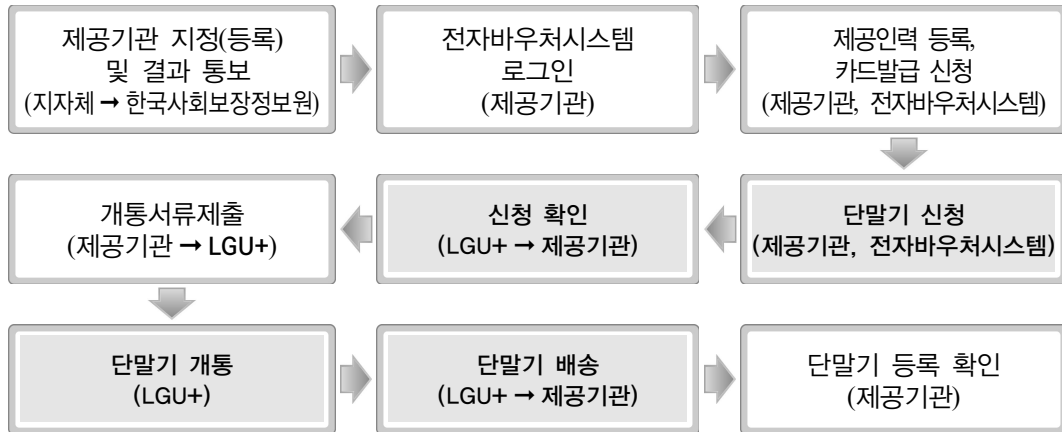 제공기관 지정(등록)
및 결과 통보
(지자체 → 한국사회보장정보원)
전자바우처시스템
로그인
(제공기관)
제공인력 등록,
카드발급 신청
(제공기관, 전자바우처시스템)
단말기 신청
(제공기관, 전자바우처시스템)
신청 확인
(LGU+ → 제공기관)
개통서류제출
(제공기관 → LGU+)
단말기 개통
(LGU+)
단말기 배송
(LGU+ → 제공기관)
단말기 등록 확인
(제공기관)